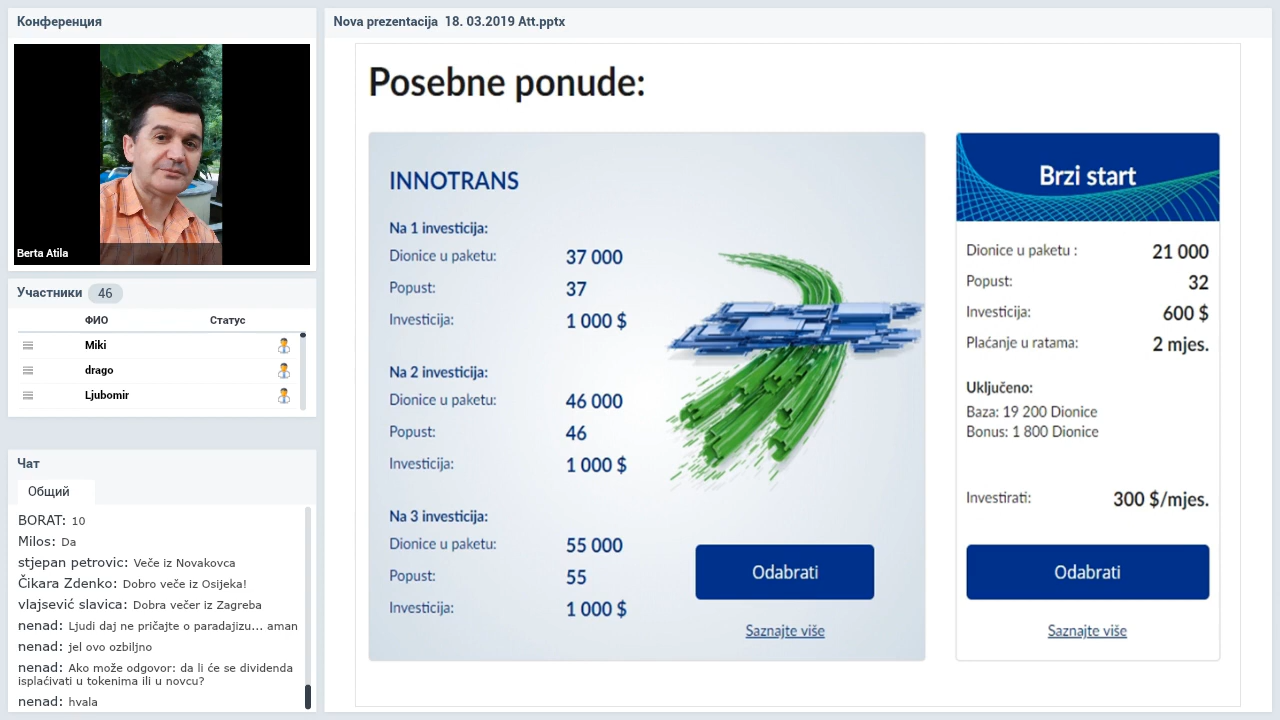 Конференция
Berta Atila
Участники 46
ФИО Статус
Miki
drago
Ljubomir
Чат
Общий
BORAT: 10
Milos: Da
stjepan petrovic: Veče iz Novakovca
Čikara Zdenko: Dobro veče iz Osijeka!
vlajsević slavica: Dobra večer iz Zagreba
nenad: Ljudi daj ne pričajte o paradajizu... aman
nenad: jel ovo ozbiljno
nenad: Ako može odgovor: da li će se dividenda
isplaćivati u tokenima ili u novcu?
nenad: hvala
Nova prezentacija 18. 03.2019 Att.pptx
Posebne ponude:
INNOTRANS
Na 1 investicija:
Dionice u paketu: 37 000
Popust: 37
Investicija: 1 000 $
Na 2 investicija:
Dionice u paketu: 46 000
Popust: 46
Investicija: 1 000 $
Na 3 investicija:
Dionice u paketu: 55 000
Popust: 55
Investicija: 1 000 $
Odabrati
Saznajte više
Brzi start
Dionice u paketu : 21 000
Popust: 32
Investicija: 600 $
Plaćanje u ratama: 2 mjes.
Uključeno:
Baza: 19 200 Dionice
Bonus: 1 800 Dionice
Investirati: 300 $/mjes.
Odabrati
Saznajte više